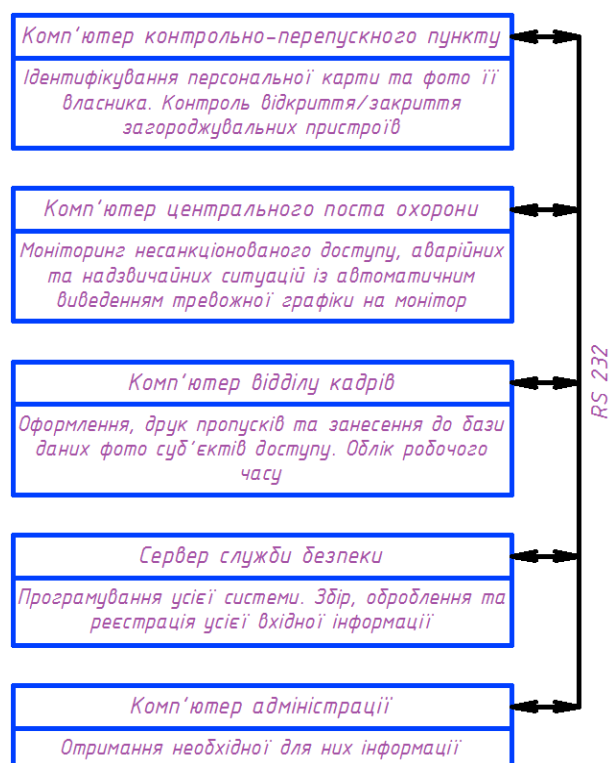 Комп'ютер контрольно-перепускного пункту
Ідентифікування персональної карти та фото її
власника. Контроль відкриття/закриття
загороджувальних пристроїв
Комп'ютер центрального поста охорони
Моніторинг несанкціонованого доступу, аварійних
та надзвичайних ситуацій із автоматичним
виведенням тревожної графіки на монітор
Комп'ютер відділу кадрів
Оформлення, друк пропусків та занесення до бази
даних фото суб'єктів доступу. Облік робочого
часу
Сервер служби безпеки
Програмування усієї системи. Збір, оброблення та
реєстрація усієї вхідної інформації
Комп'ютер адміністрації
Отримання необхідної для них інформації
RS 232